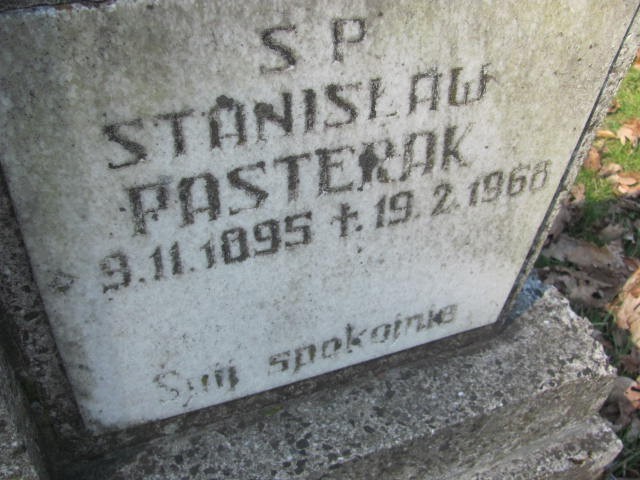 S P
STANISŁAW
PASTERAK
* 9.11.1895 † 19.2.1968
Śpij spokojnie